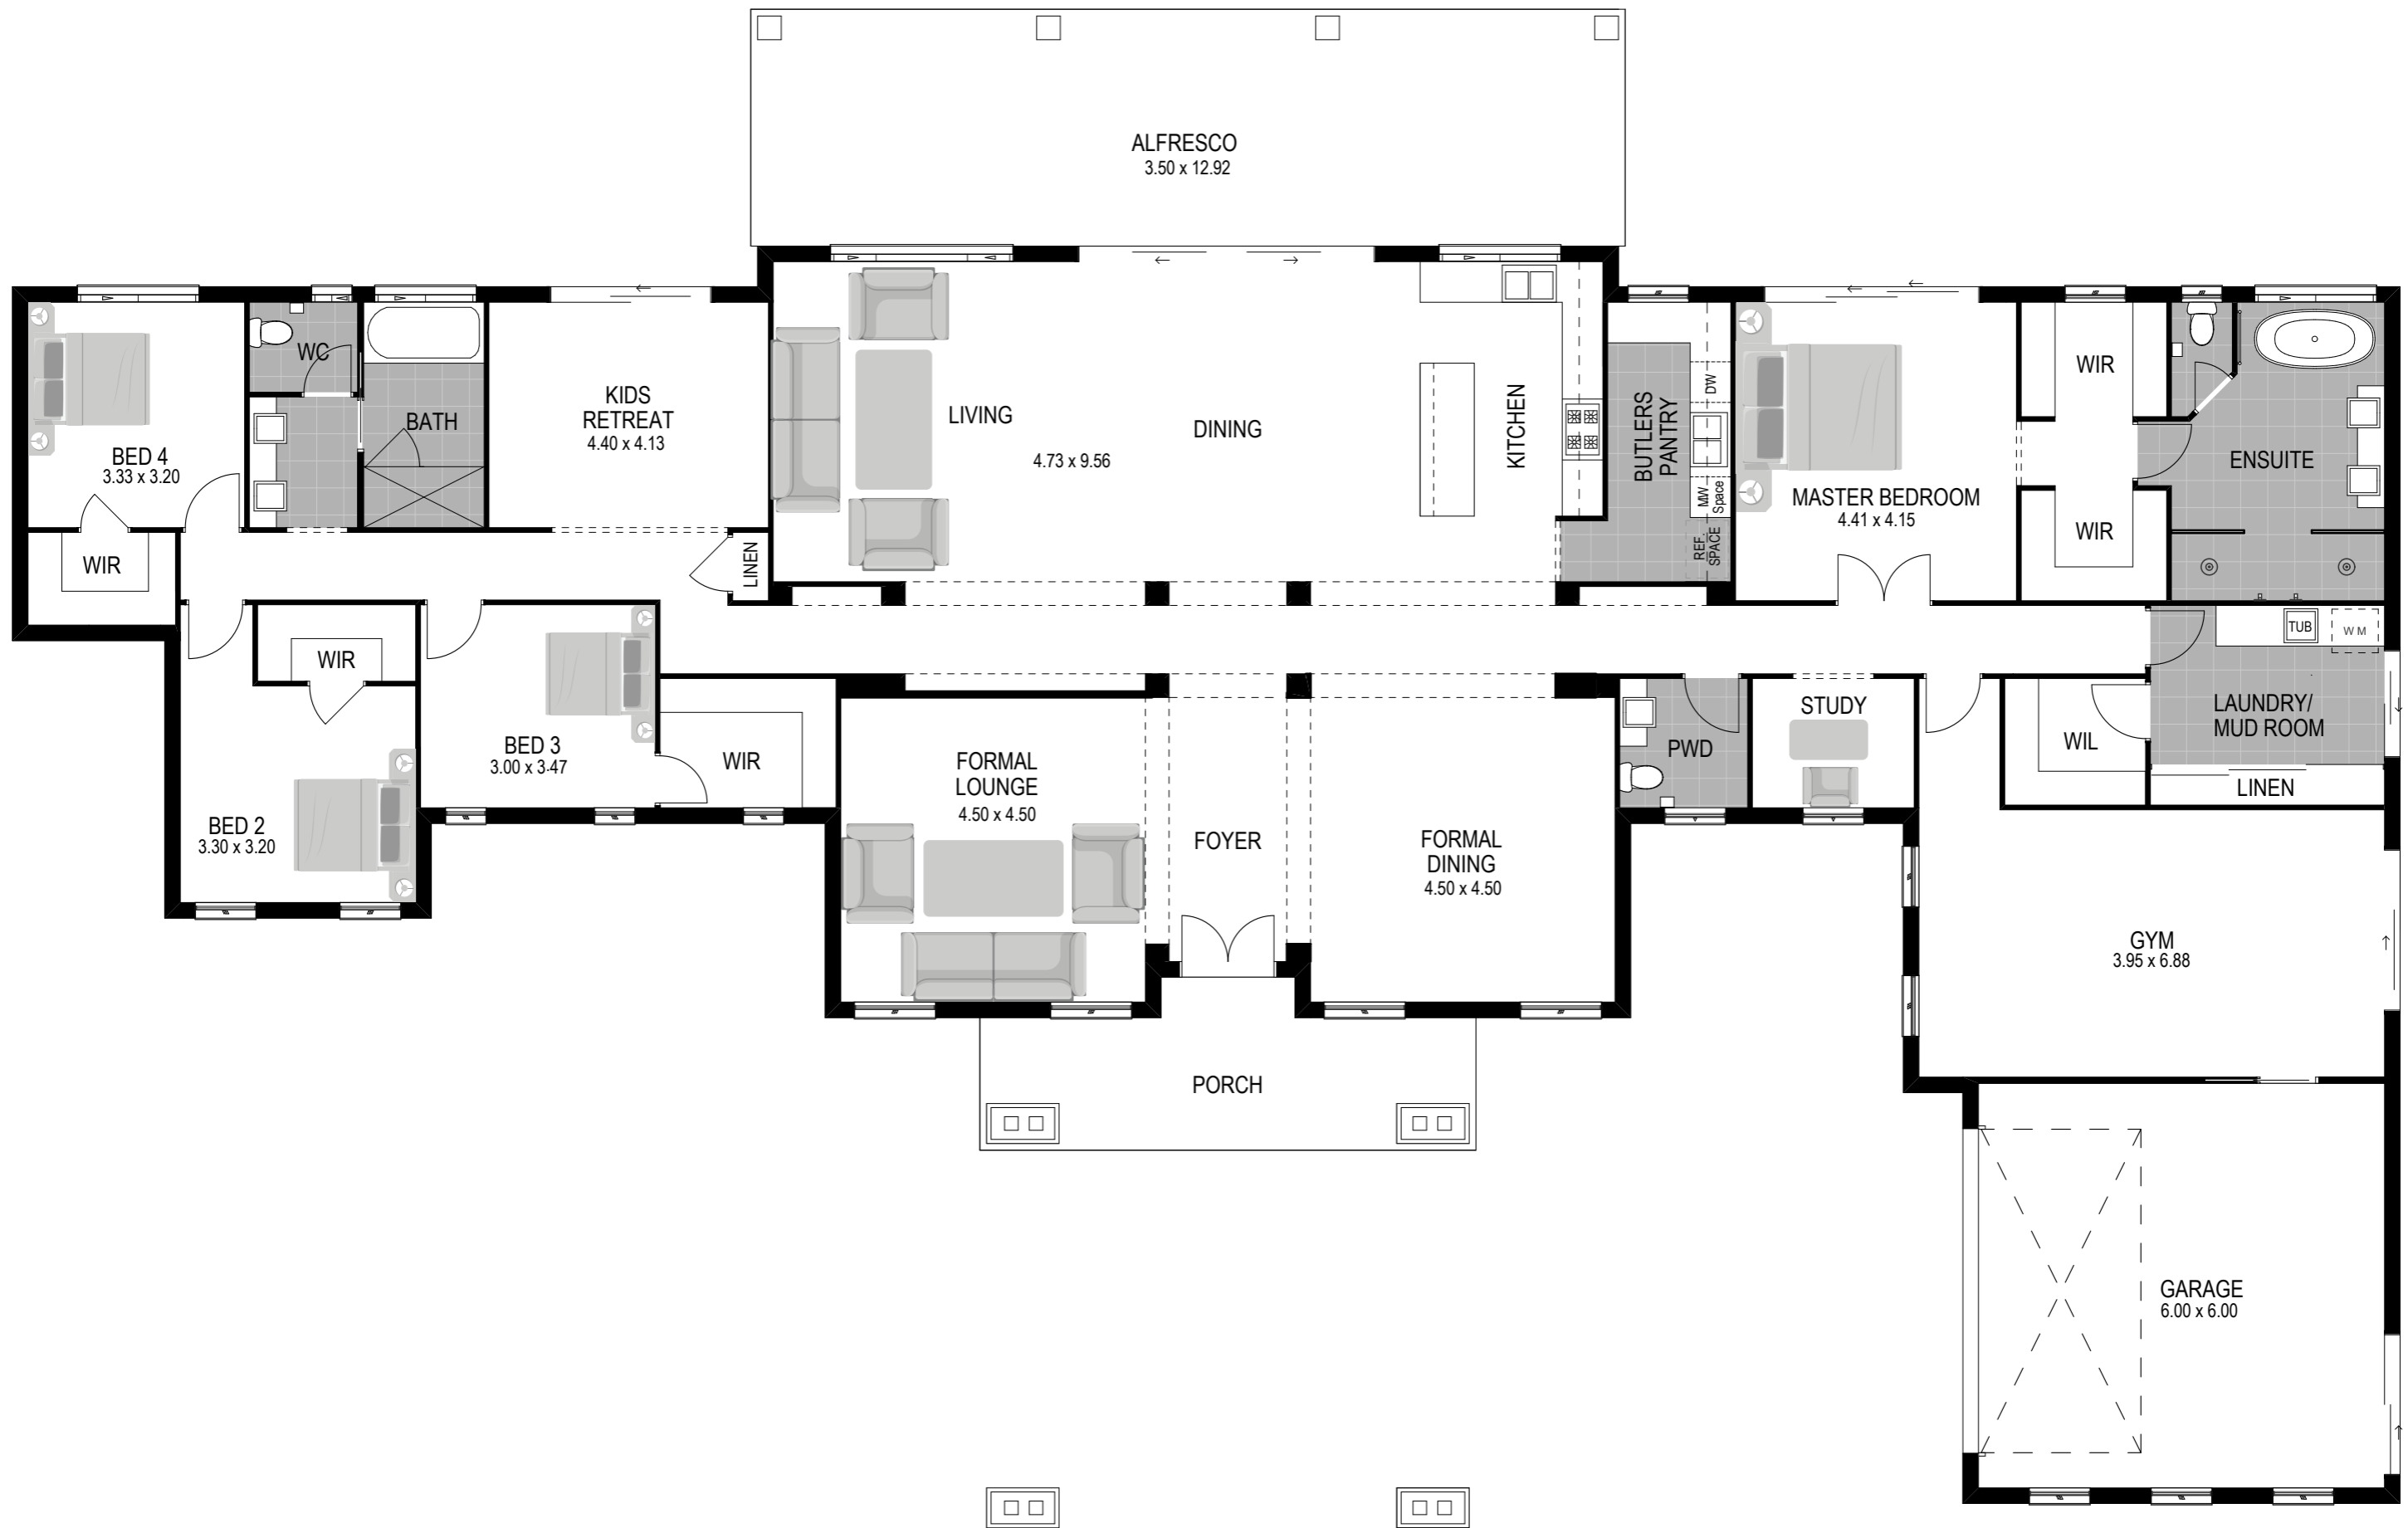 ALFRESCO
3.50 x 12.92
WC
BATH
BED 4
3.33 x 3.20
WIR
KIDS
RETREAT
4.40 x 4.13
LINEN
LIVING
DINING
4.73 x 9.56
KITCHEN
BUTLERS
PANTRY
DW
MW
Space
REF.
SPACE
MASTER BEDROOM
4.41 x 4.15
WIR
WIR
ENSUITE
WIR
BED 2
3.30 x 3.20
BED 3
3.00 x 3.47
WIR
FORMAL
LOUNGE
4.50 x 4.50
FOYER
FORMAL
DINING
4.50 x 4.50
PWD
STUDY
WIL
TUB
W M
LAUNDRY/
MUD ROOM
LINEN
GYM
3.95 x 6.88
PORCH
GARAGE
6.00 x 6.00